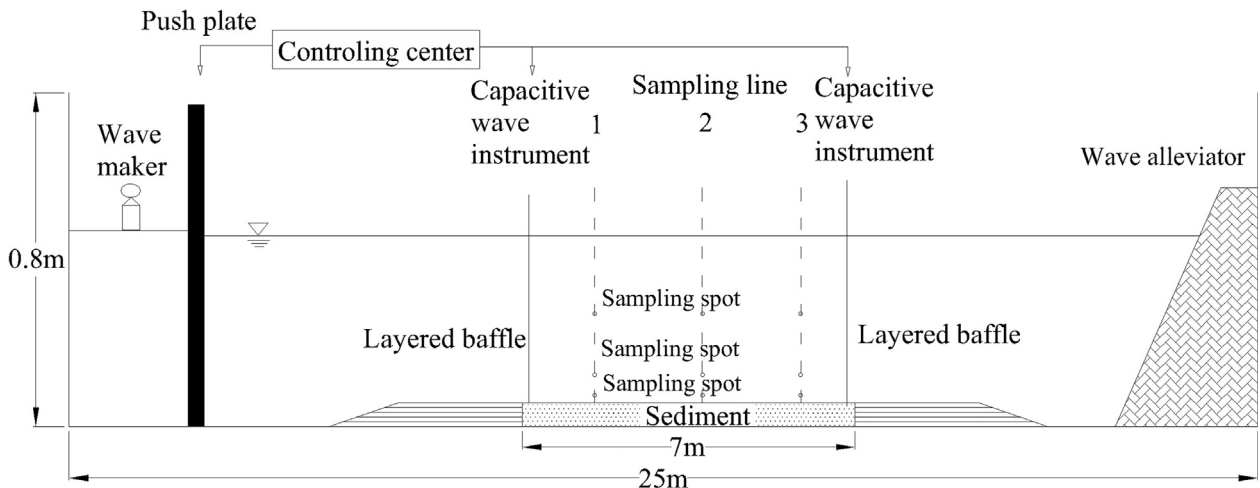 Push plate
Controling center
Capacitive
wave
instrument
Sampling line
1
2
3
Capacitive
wave
instrument
Wave
maker
Wave alleviator
0.8m
Sampling spot
Layered baffle
Sampling spot
Layered baffle
Sampling spot
Sediment
7m
25m